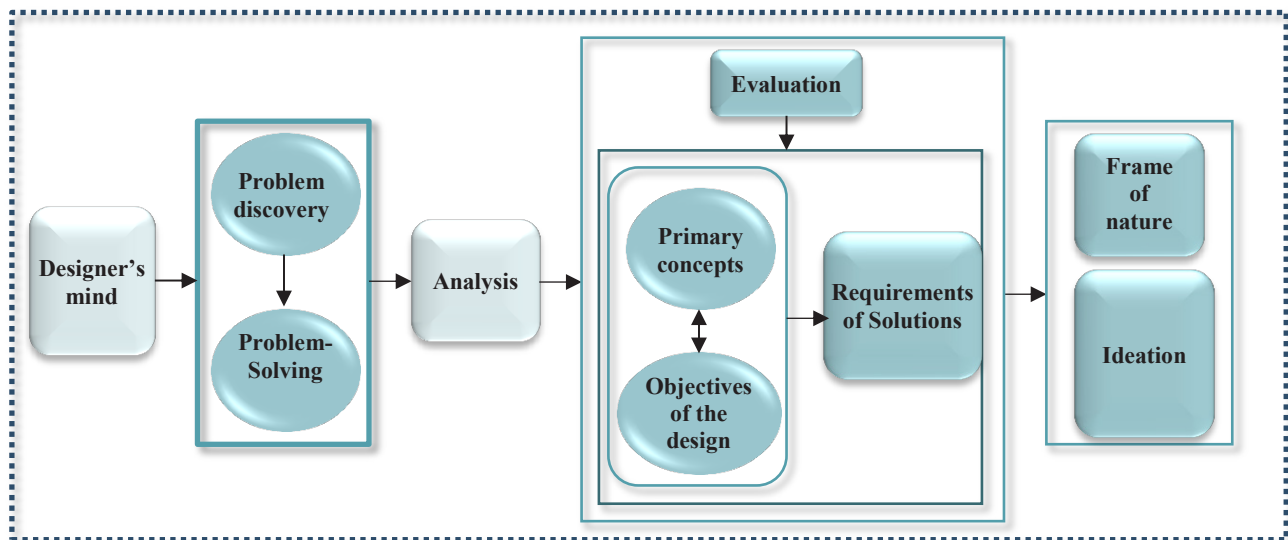 Designer’s
mind
Problem
discovery
Problem-
Solving
Analysis
Evaluation
Primary
concepts
Objectives
of the
design
Requirements
of Solutions
Frame
of
nature
Ideation